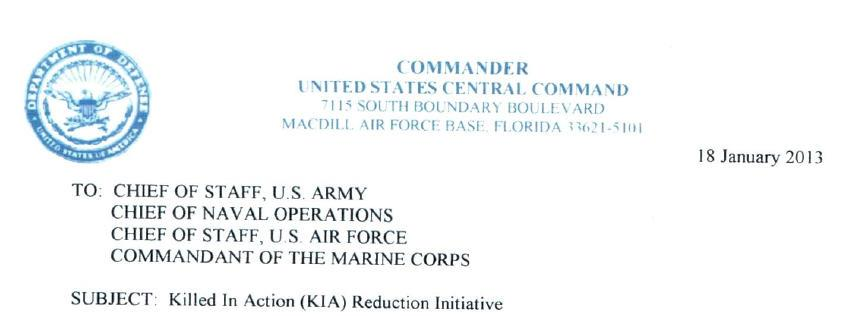 DEPARTMENT OF DEFENSE
UNITED STATES OF AMERICA
COMMANDER
UNITED STATES CENTRAL COMMAND
7115 SOUTH BOUNDARY BOULEVARD
MACDILL AIR FORCE BASE, FLORIDA 33621-5101
18 January 2013
TO: CHIEF OF STAFF, U.S. ARMY
CHIEF OF NAVAL OPERATIONS
CHIEF OF STAFF, U.S. AIR FORCE
COMMANDANT OF THE MARINE CORPS
SUBJECT: Killed In Action (KIA) Reduction Initiative